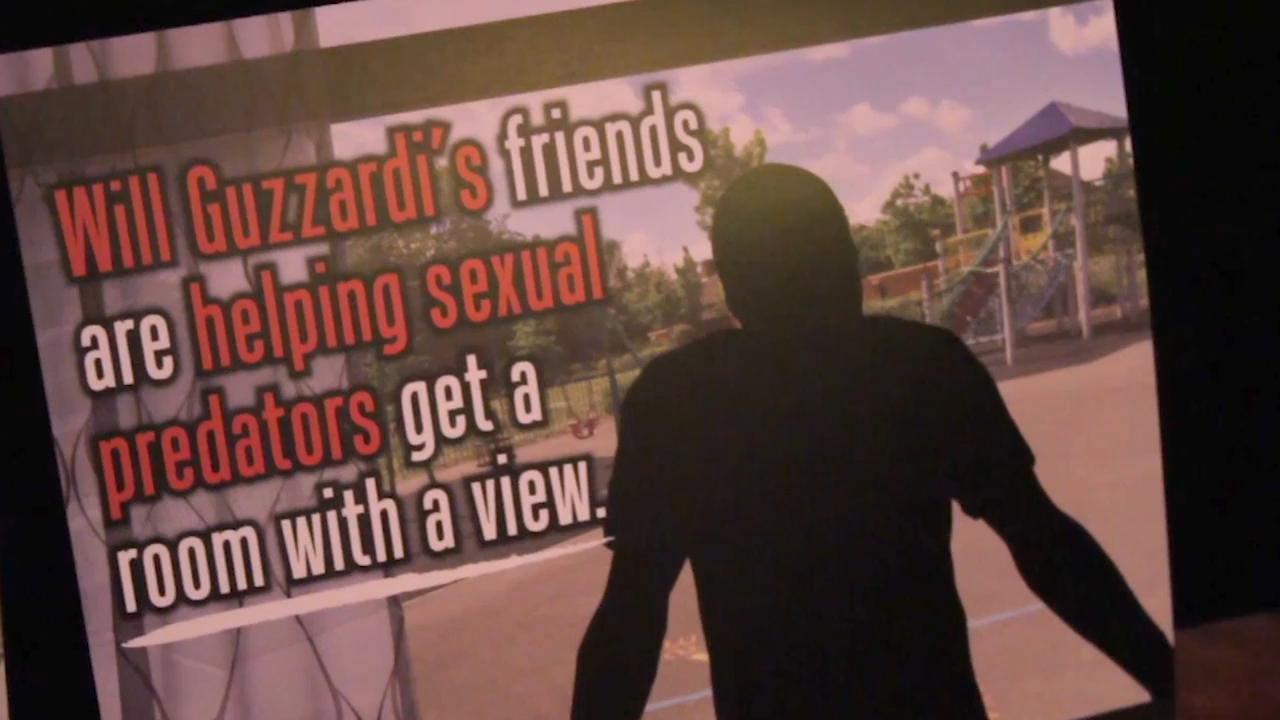 Will Guzzardi's friends
are helping sexual
predators get a
room with a view.